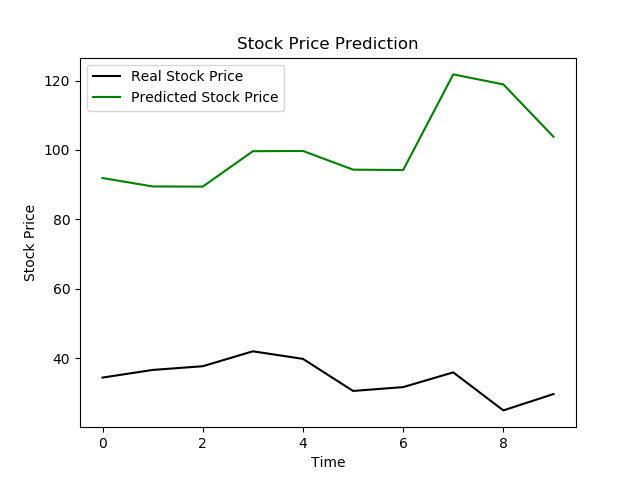 Stock Price Prediction
Real Stock Price
Predicted Stock Price
120
100
80
60
40
Stock Price
0 2 4 6 8
Time